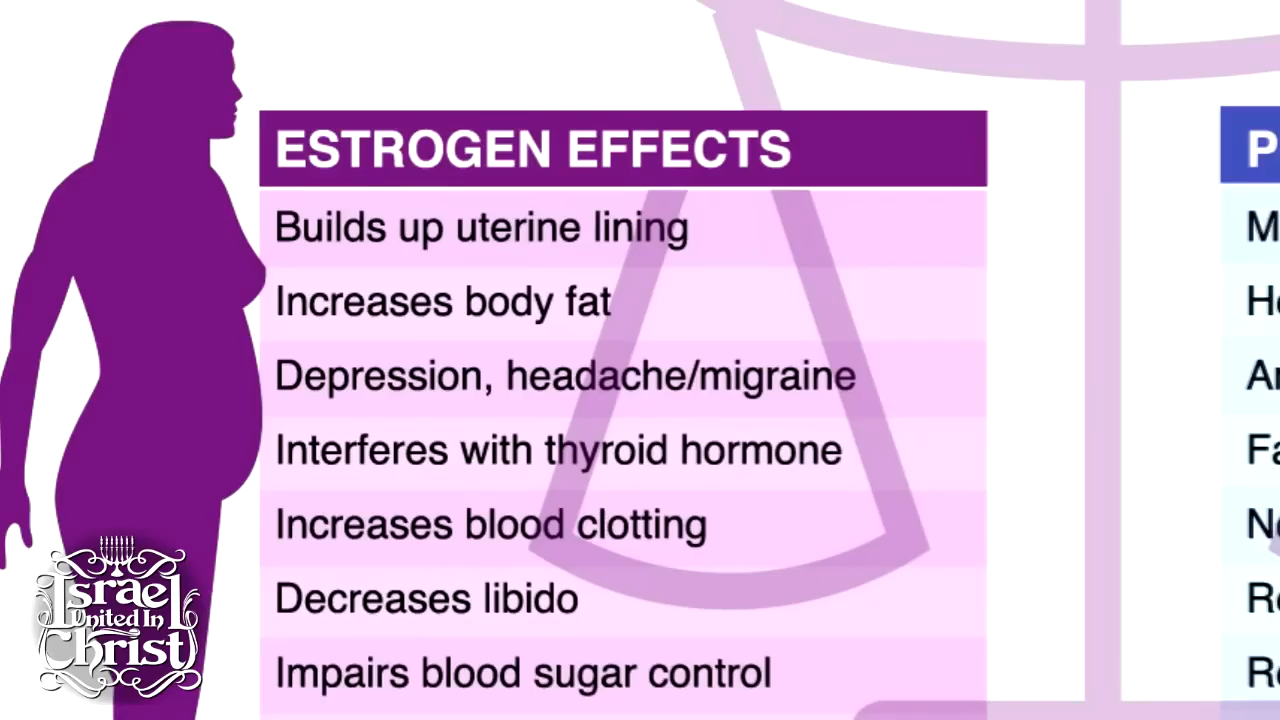 ESTROGEN EFFECTS
Builds up uterine lining
Increases body fat
Depression, headache/migraine
Interferes with thyroid hormone
Increases blood clotting
Decreases libido
Impairs blood sugar control
Israel
United In
Christ